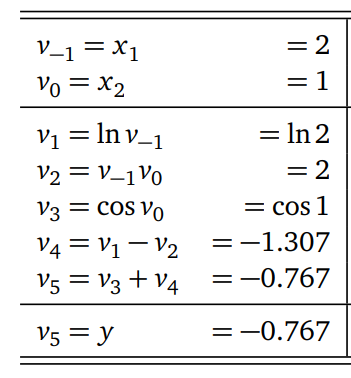 v₋₁ = x₁ = 2
v₀ = x₂ = 1
v₁ = ln v₋₁ = ln 2
v₂ = v₋₁v₀ = 2
v₃ = cos v₀ = cos 1
v₄ = v₁ − v₂ = −1.307
v₅ = v₃ + v₄ = −0.767
v₅ = y = −0.767